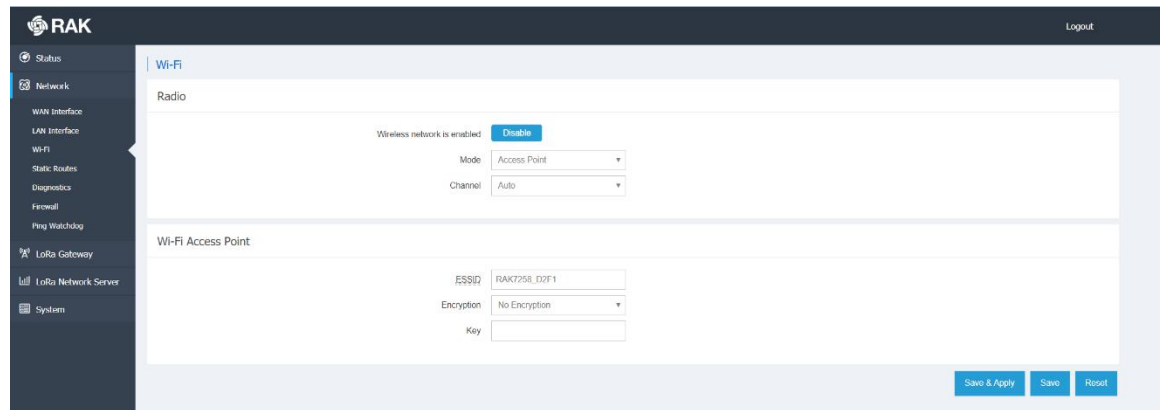 RAK
Logout
Status
Network
WAN Interface
LAN Interface
Wi-Fi
Static Routes
Diagnostics
Firewall
Ping Watchdog
LoRa Gateway
LoRa Network Server
System
Wi-Fi
Radio
Wireless network is enabled Disable
Mode Access Point
Channel Auto
Wi-Fi Access Point
ESSID RAK7258_D2F1
Encryption No Encryption
Key
Save & Apply Save Reset